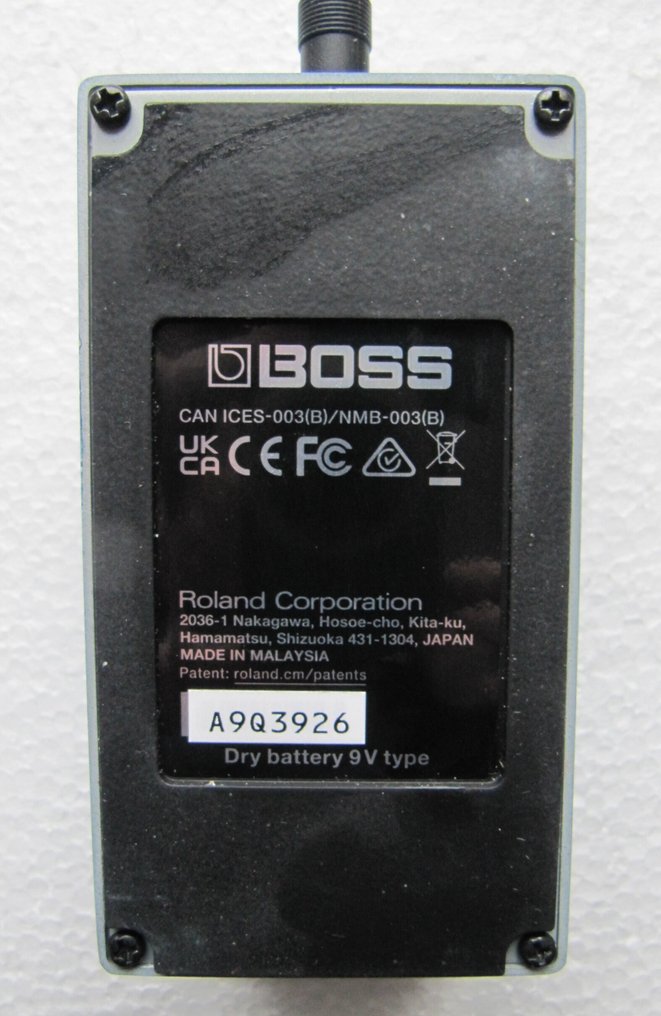 BOSS
CAN ICES-003(B)/NMB-003(B)
UK CA CE FC
Roland Corporation
2036-1 Nakagawa, Hosoe-cho, Kita-ku,
Hamamatsu, Shizuoka 431-1304, JAPAN
MADE IN MALAYSIA
Patent: roland.cm/patents
A9Q3926
Dry battery 9V type